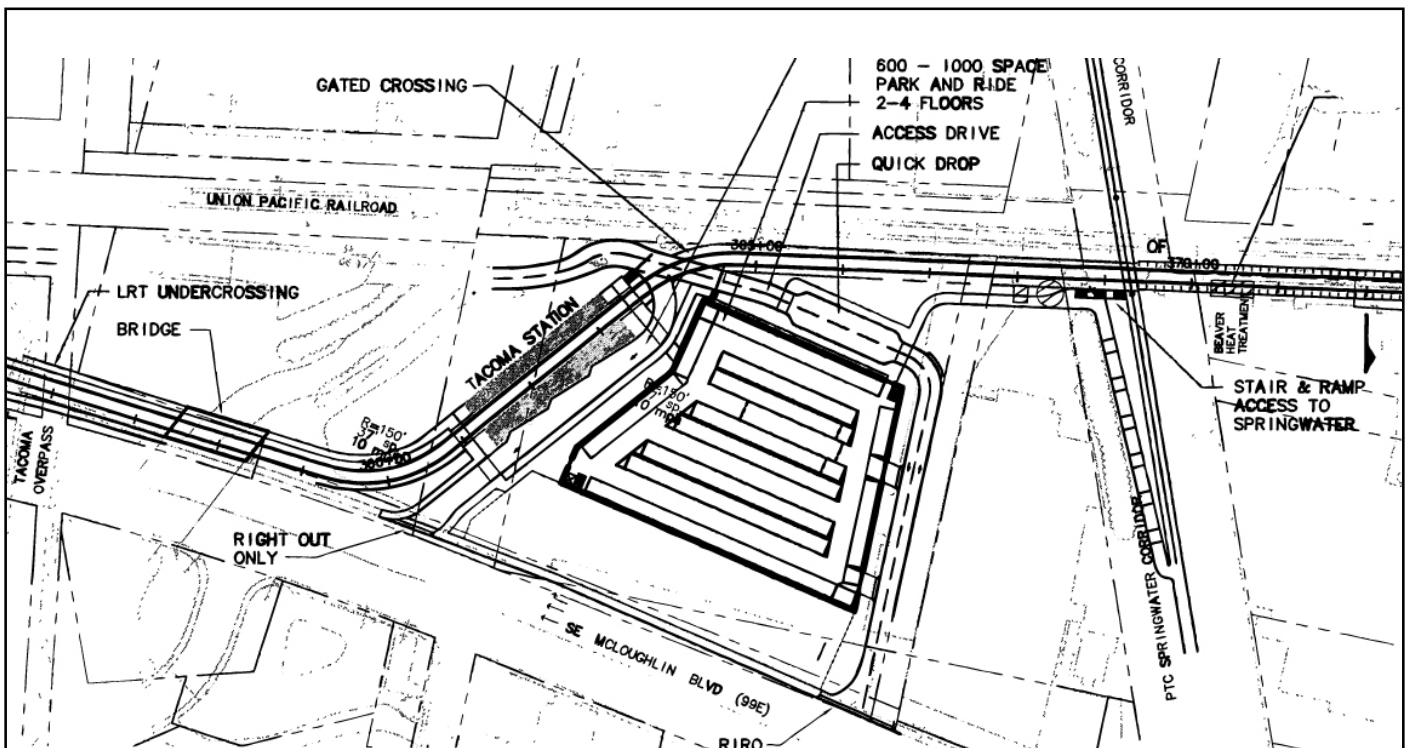 600 - 1000 SPACE
PARK AND RIDE
2-4 FLOORS
GATED CROSSING
ACCESS DRIVE
QUICK DROP
CORRIDOR
UNION PACIFIC RAILROAD
OF
370+00
LRT UNDERCROSSING
BRIDGE
TACOMA STATION
BEAVER
HEAT
TREATMENT
STAIR & RAMP
ACCESS TO
SPRINGWATER
R=150'
37' sp.
10 mph
R=150'
TACOMA
OVERPASS
RIGHT OUT
ONLY
PTC SPRINGWATER CORRIDOR
SE MCLOUGHLIN BLVD (99E)
RIRO